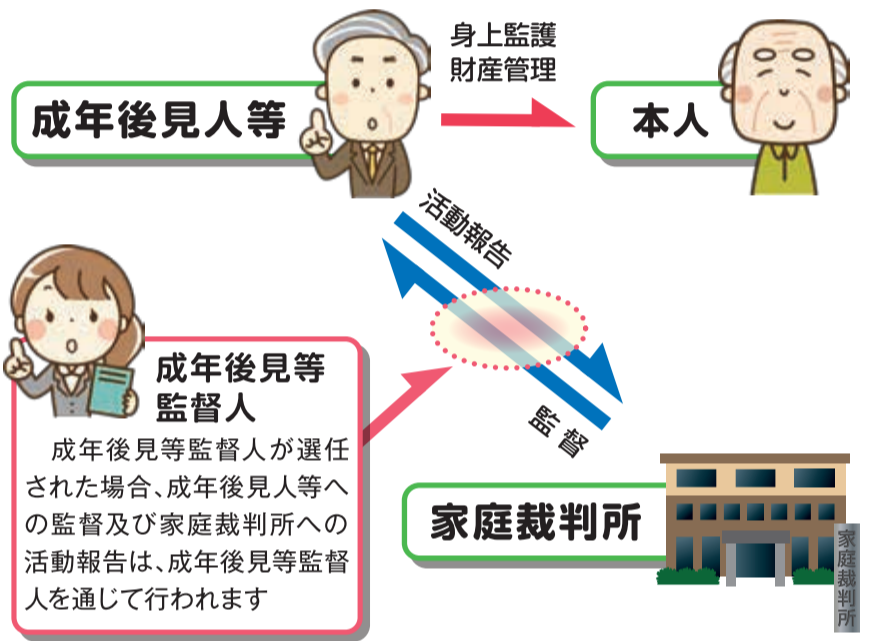 身上監護
財産管理
成年後見人等
本人
活動報告
成年後見等
監督人
成年後見等監督人が選任
された場合、成年後見人等へ
の監督及び家庭裁判所への
活動報告は、成年後見等監督
人を通じて行われます
監督
家庭裁判所
家庭裁判所